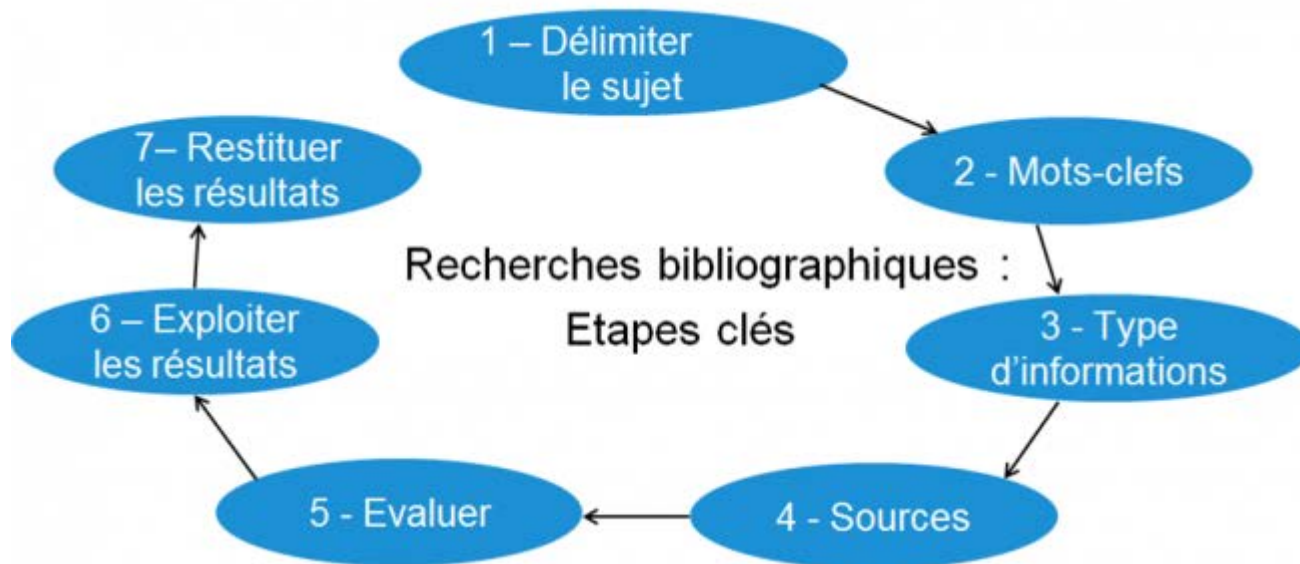 1 – Délimiter
le sujet
2 - Mots-clefs
3 - Type
d'informations
4 - Sources
5 - Evaluer
6 – Exploiter
les résultats
7– Restituer
les résultats
Recherches bibliographiques :
Etapes clés